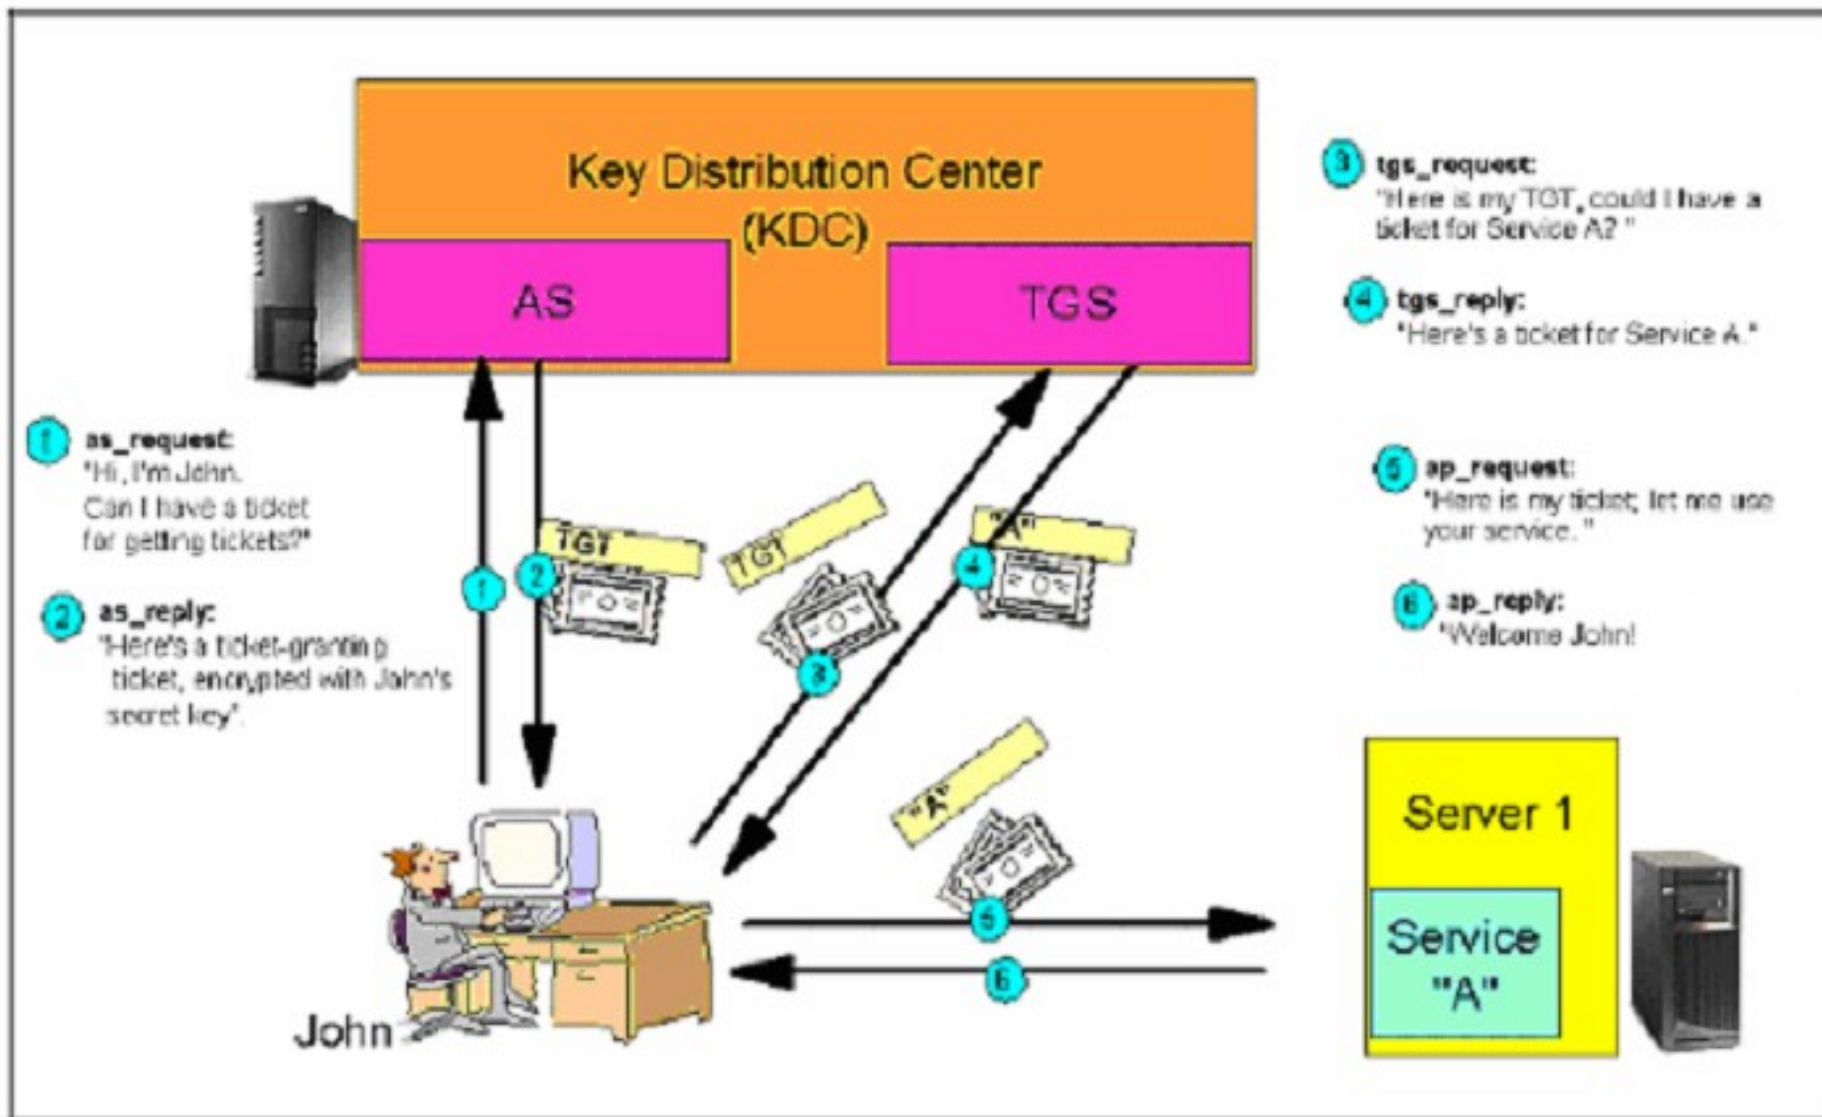 Key Distribution Center
(KDC)
AS
TGS
1 as_request:
"Hi, I'm John.
Can I have a ticket
for getting tickets?"
2 as_reply:
"Here's a ticket-granting
ticket, encrypted with John's
secret key".
3 tgs_request:
"Here is my TGT, could I have a
ticket for Service A? "
4 tgs_reply:
"Here's a ticket for Service A."
5 ap_request:
"Here is my ticket; let me use
your service. "
6 ap_reply:
"Welcome John!
TGT
TGT
"A"
1
2
3
4
"A"
5
6
John
Server 1
Service
"A"